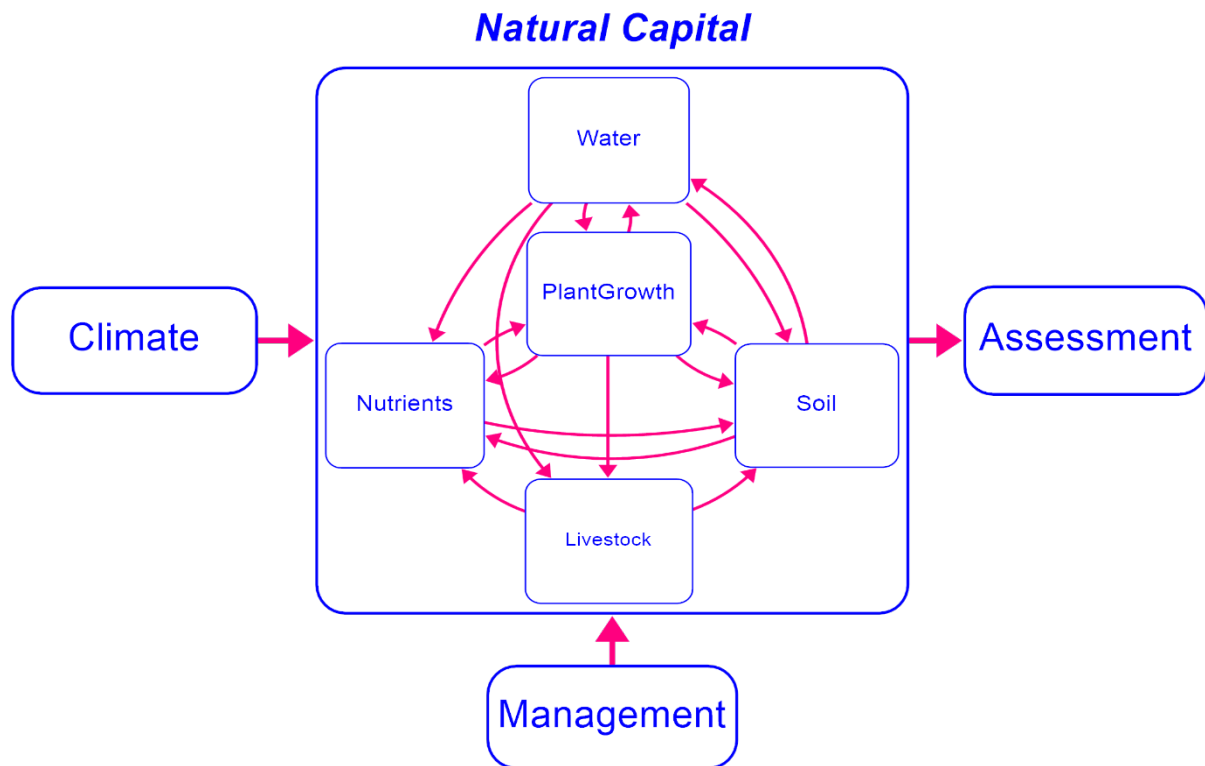 Natural Capital
Water
PlantGrowth
Climate
Assessment
Nutrients
Soil
Livestock
Management